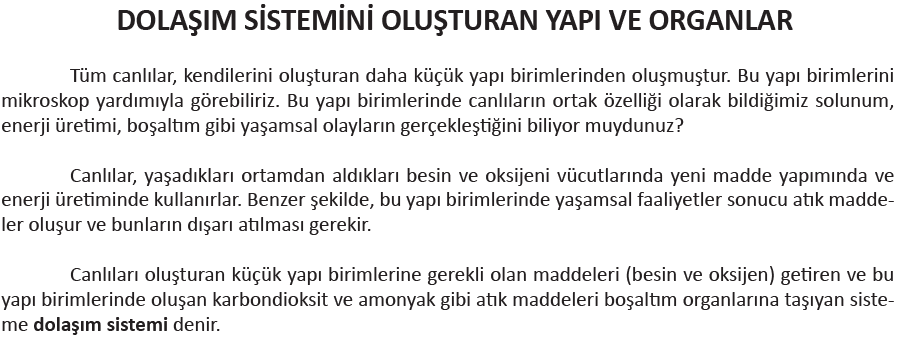 DOLAŞIM SİSTEMİNİ OLUŞTURAN YAPI VE ORGANLAR
Tüm canlılar, kendilerini oluşturan daha küçük yapı birimlerinden oluşmuştur. Bu yapı birimlerini
mikroskop yardımıyla görebiliriz. Bu yapı birimlerinde canlıların ortak özelliği olarak bildiğimiz solunum,
enerji üretimi, boşaltım gibi yaşamsal olayların gerçekleştiğini biliyor muydunuz?
Canlılar, yaşadıkları ortamdan aldıkları besin ve oksijeni vücutlarında yeni madde yapımında ve
enerji üretiminde kullanırlar. Benzer şekilde, bu yapı birimlerinde yaşamsal faaliyetler sonucu atık madde-
ler oluşur ve bunların dışarı atılması gerekir.
Canlıları oluşturan küçük yapı birimlerine gerekli olan maddeleri (besin ve oksijen) getiren ve bu
yapı birimlerinde oluşan karbondioksit ve amonyak gibi atık maddeleri boşaltım organlarına taşıyan siste-
me dolaşım sistemi denir.